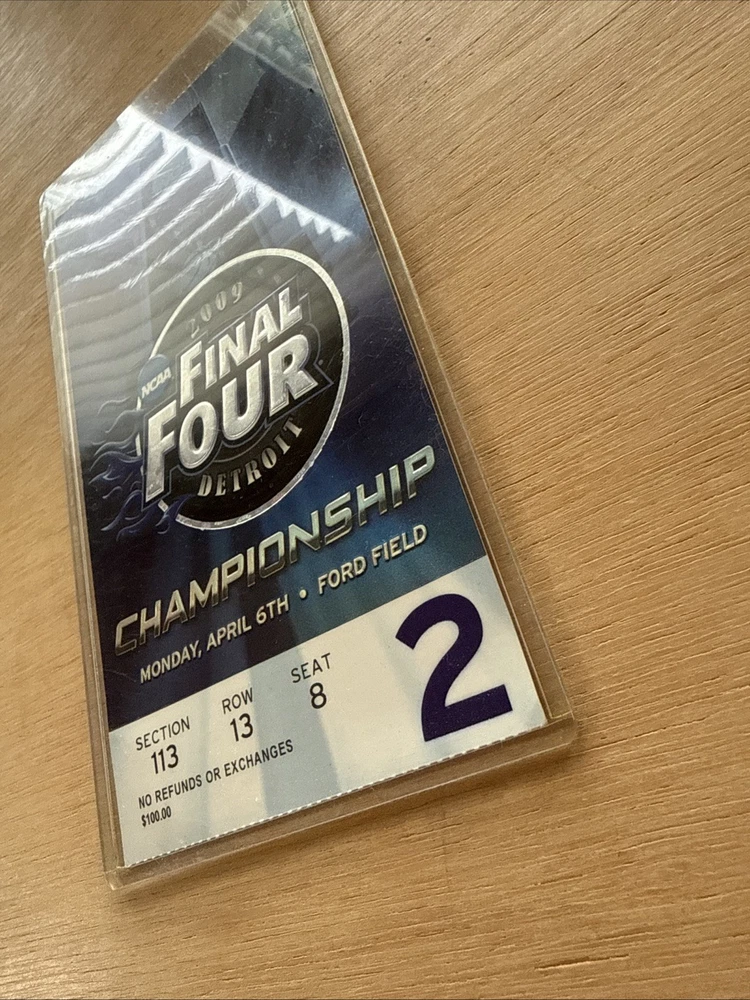 2009
NCAA
FINAL
FOUR
DETROIT
CHAMPIONSHIP
MONDAY, APRIL 6TH • FORD FIELD
SECTION ROW SEAT
113 13 8
2
NO REFUNDS OR EXCHANGES
$100.00